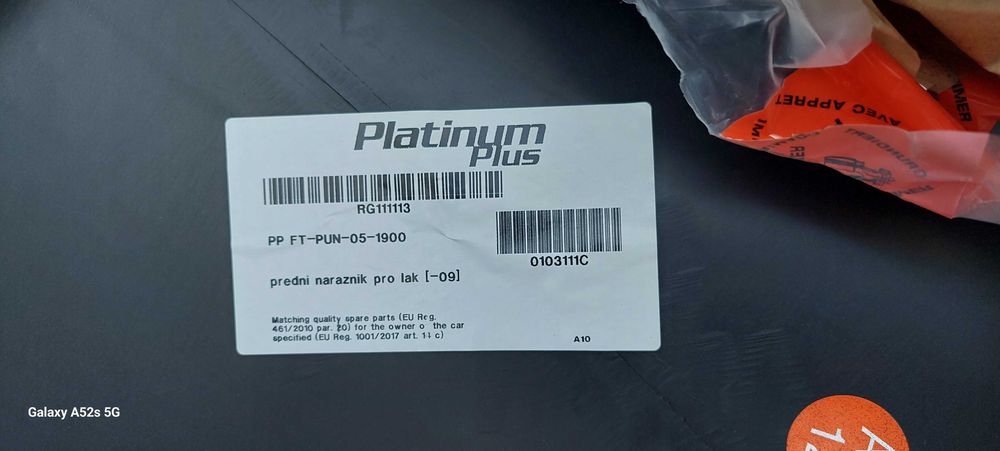 Platinum
Plus
RG111113
PP FT-PUN-05-1900
0103111C
predni naraznik pro lak [-09]
Matching quality spare parts (EU Reg.
461/2010 par. 20) for the owner o the car
specified (EU Reg. 1001/2017 art. c)
A10
AVEC APPRET
Galaxy A52s 5G